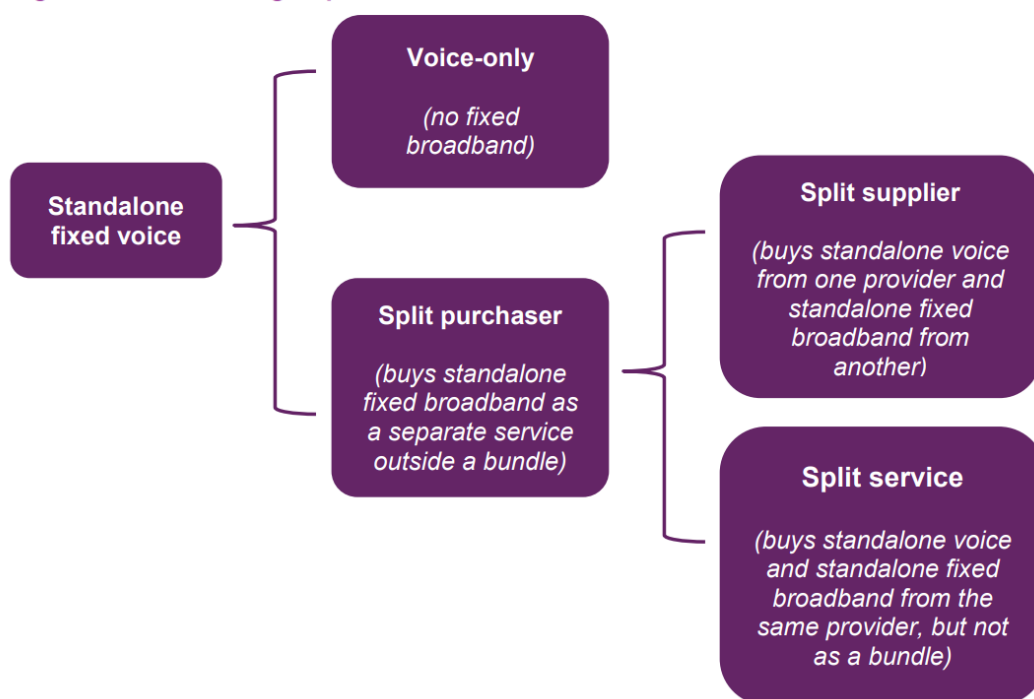 Standalone
fixed voice
Voice-only
(no fixed
broadband)
Split purchaser
(buys standalone
fixed broadband as
a separate service
outside a bundle)
Split supplier
(buys standalone voice
from one provider and
standalone fixed
broadband from
another)
Split service
(buys standalone voice
and standalone fixed
broadband from the
same provider, but not
as a bundle)